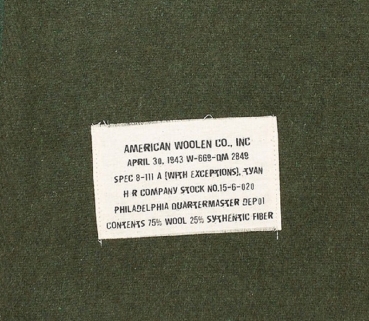 AMERICAN WOOLEN CO., INC
APRIL 30, 1943 W-669-QM 2849
SPEC 8-111 A (WITH EXCEPTIONS), TYAN
H R COMPANY STOCK NO.15-6-020
PHILADELPHIA QUARTERMASTER DEPOT
CONTENTS 75% WOOL 25% SYTHENTIC FIBER